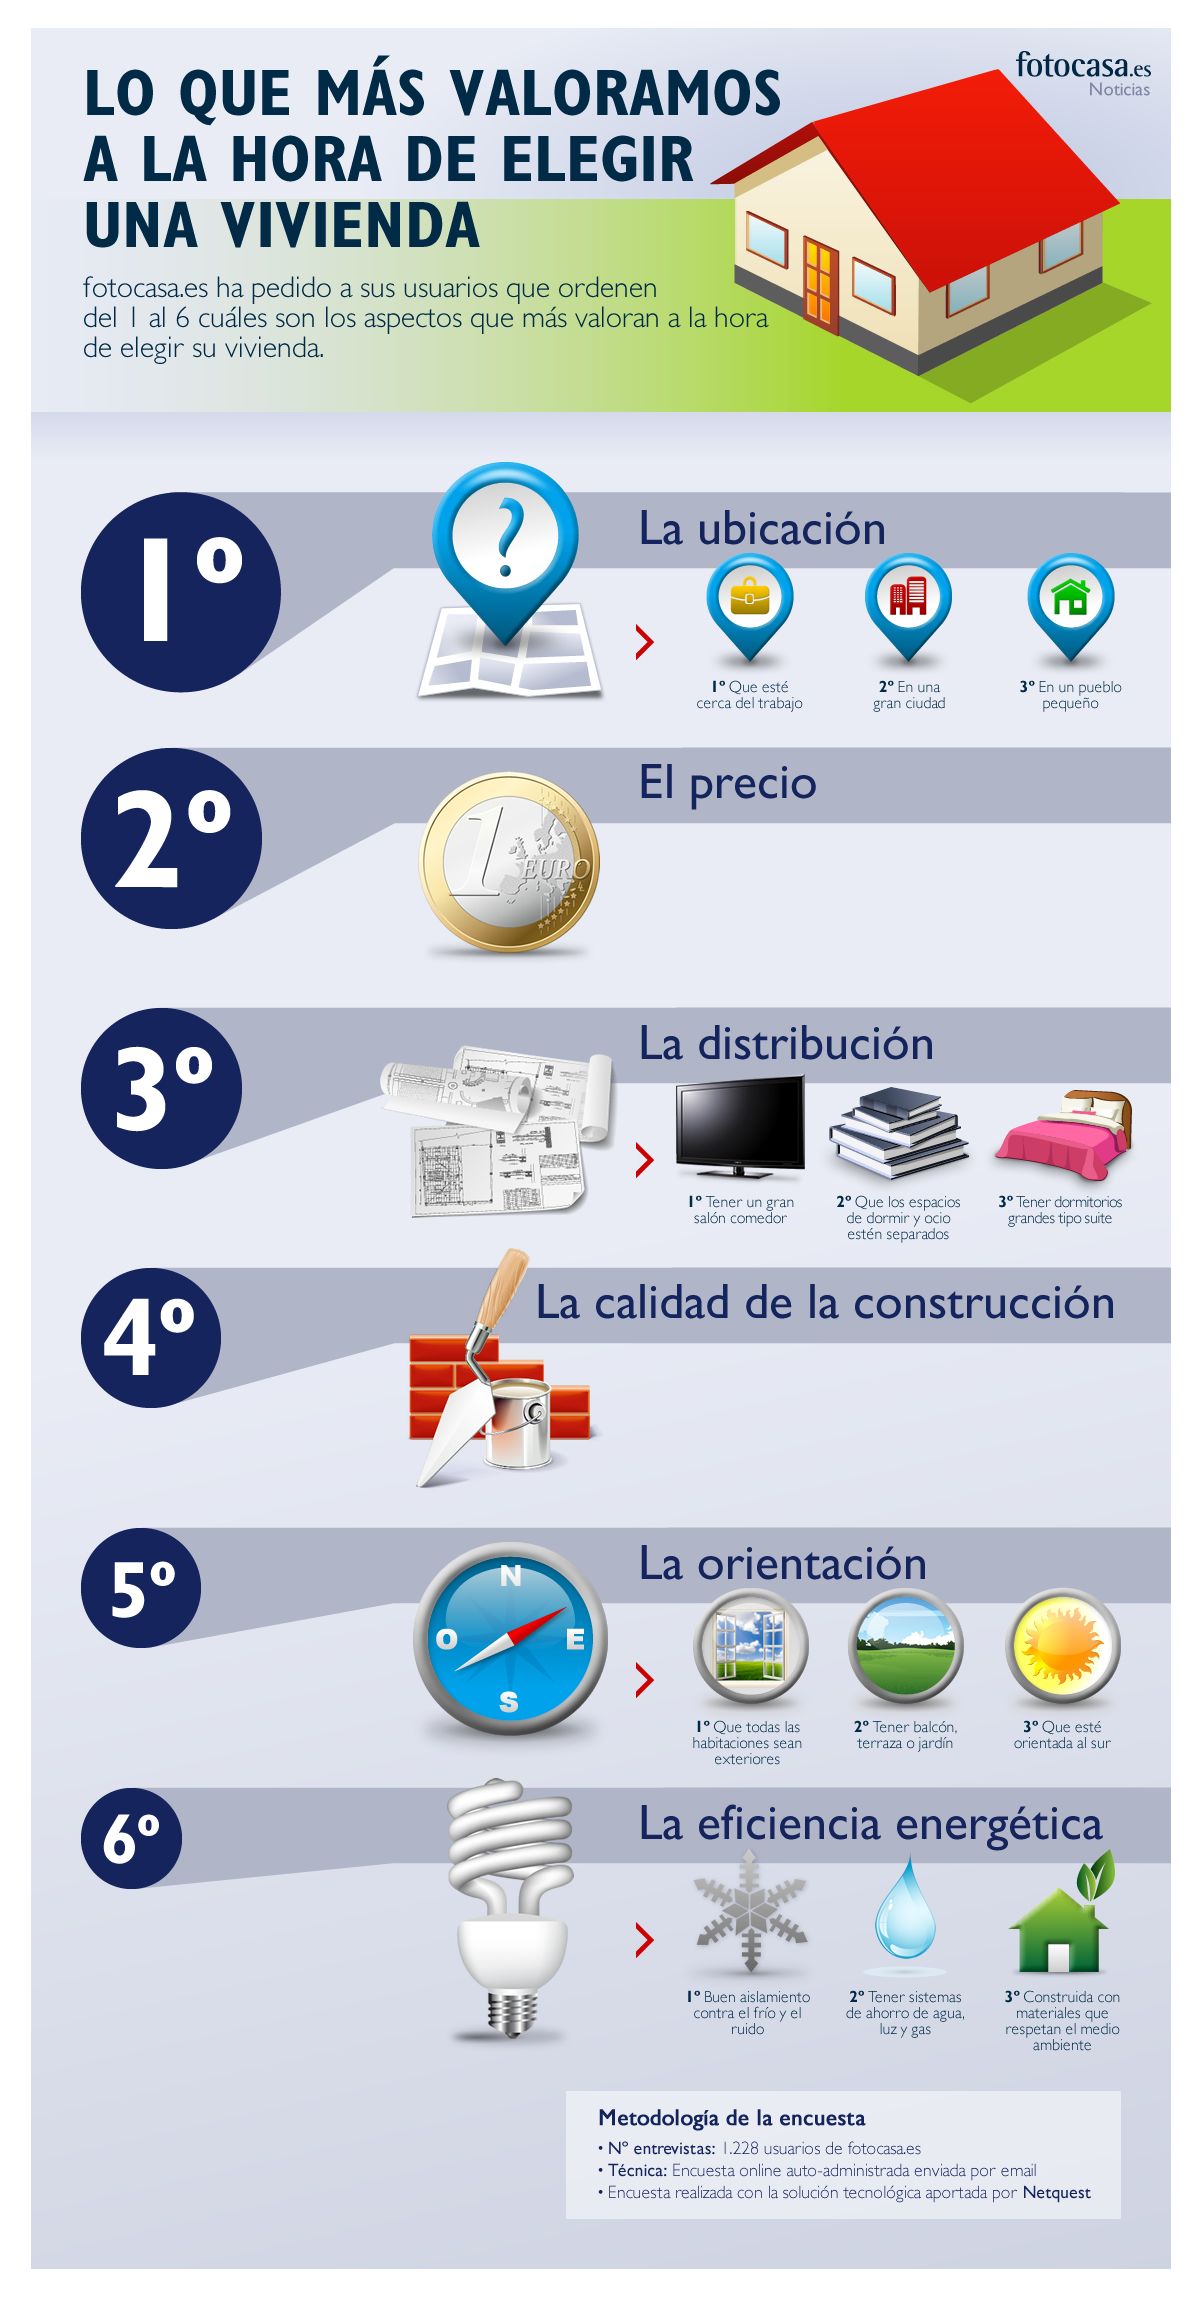 LO QUE MÁS VALORAMOS
A LA HORA DE ELEGIR
UNA VIVIENDA
fotocasa.es
Noticias
fotocasa.es ha pedido a sus usuarios que ordenen
del 1 al 6 cuáles son los aspectos que más valoran a la hora
de elegir su vivienda.
1º
La ubicación
?
1º Que esté
cerca del trabajo
2º En una
gran ciudad
3º En un pueblo
pequeño
2º
El precio
1
EURO
3º
La distribución
1º Tener un gran
salón comedor
2º Que los espacios
de dormir y ocio
estén separados
3º Tener dormitorios
grandes tipo suite
4º
La calidad de la construcción
5º
La orientación
N
O
E
S
1º Que todas las
habitaciones sean
exteriores
2º Tener balcón,
terraza o jardín
3º Que esté
orientada al sur
6º
La eficiencia energética
1º Buen aislamiento
contra el frío y el
ruido
2º Tener sistemas
de ahorro de agua,
luz y gas
3º Construida con
materiales que
respetan el medio
ambiente
Metodología de la encuesta
• Nº entrevistas: 1.228 usuarios de fotocasa.es
• Técnica: Encuesta online auto-administrada enviada por email
• Encuesta realizada con la solución tecnológica aportada por Netquest